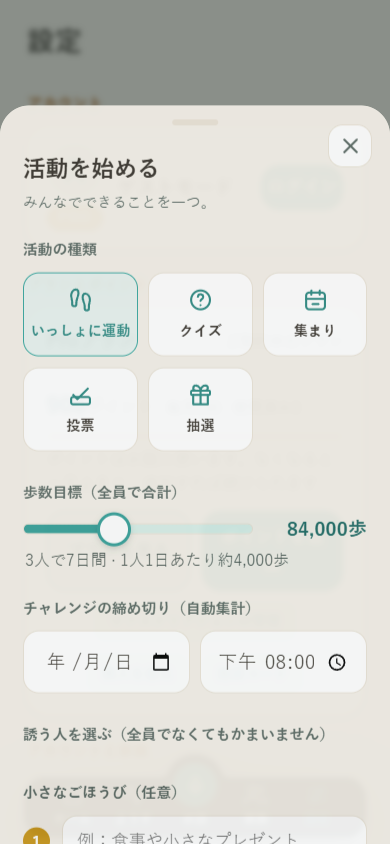 設定
活動を始める
みんなでできることを一つ。
活動の種類
いっしょに運動
クイズ
集まり
投票
抽選
歩数目標（全員で合計）
84,000歩
3人で7日間 · 1人1日あたり約4,000歩
チャレンジの締め切り（自動集計）
年 /月/日
下午 08:00
誘う人を選ぶ（全員でなくてもかまいません）
小さなごほうび（任意）
1
例：食事や小さなプレゼント